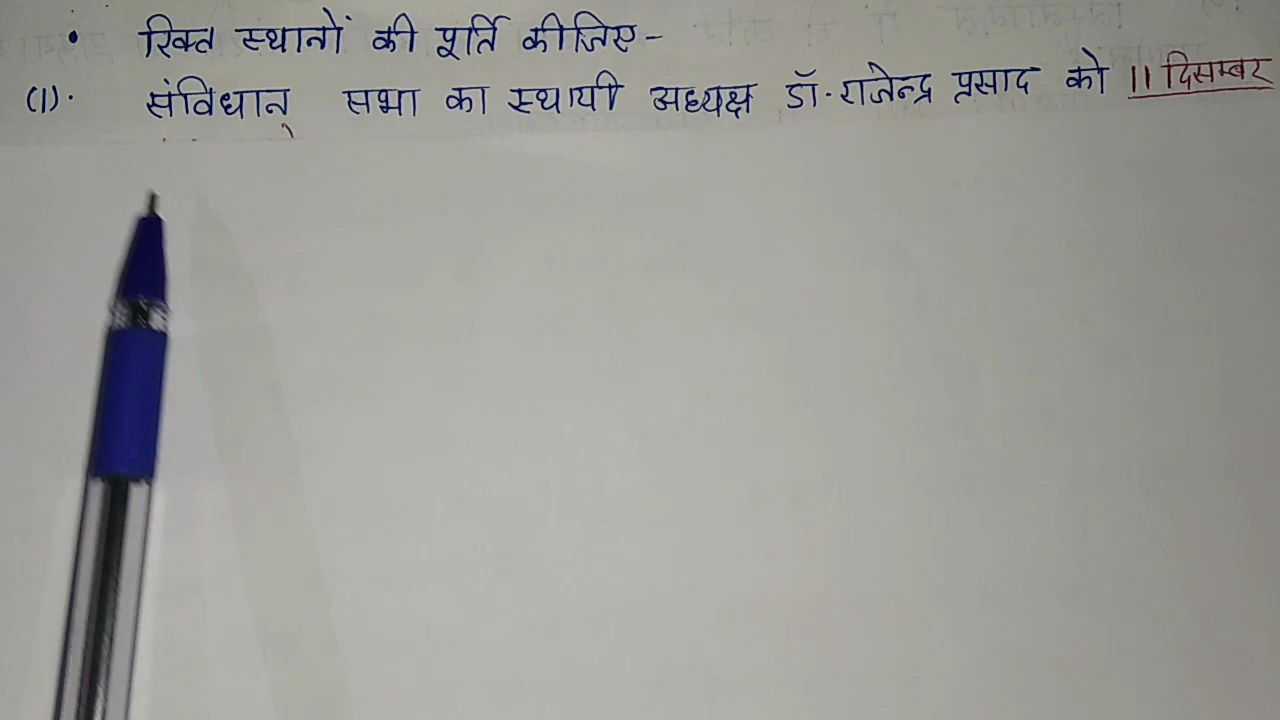 • रिक्त स्थानों की पूर्ति कीजिए-
(1). संविधान सभा का स्थायी अध्यक्ष डॉ. राजेन्द्र प्रसाद को 11 दिसम्बर